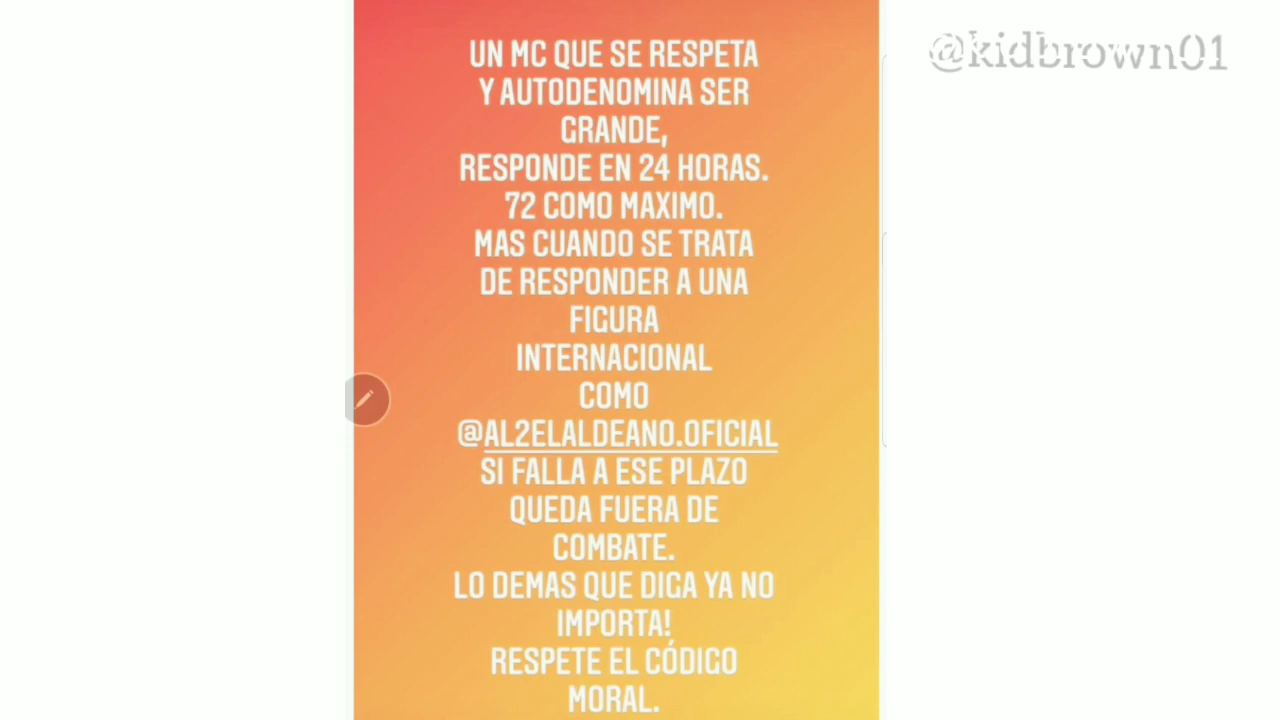 @kidbrown01
UN MC QUE SE RESPETA
Y AUTODENOMINA SER
GRANDE,
RESPONDE EN 24 HORAS.
72 COMO MAXIMO.
MAS CUANDO SE TRATA
DE RESPONDER A UNA
FIGURA
INTERNACIONAL
COMO
@AL2ELALDEANO.OFICIAL
SI FALLA A ESE PLAZO
QUEDA FUERA DE
COMBATE.
LO DEMAS QUE DIGA YA NO
IMPORTA!
RESPETE EL CÓDIGO
MORAL.